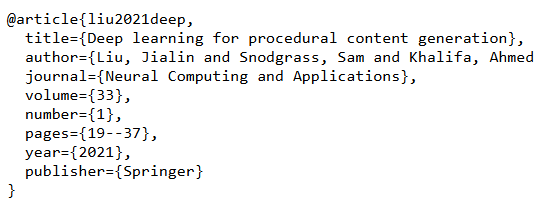 @article{liu2021deep,
  title={Deep learning for procedural content generation},
  author={Liu, Jialin and Snodgrass, Sam and Khalifa, Ahmed
  journal={Neural Computing and Applications},
  volume={33},
  number={1},
  pages={19--37},
  year={2021},
  publisher={Springer}
}